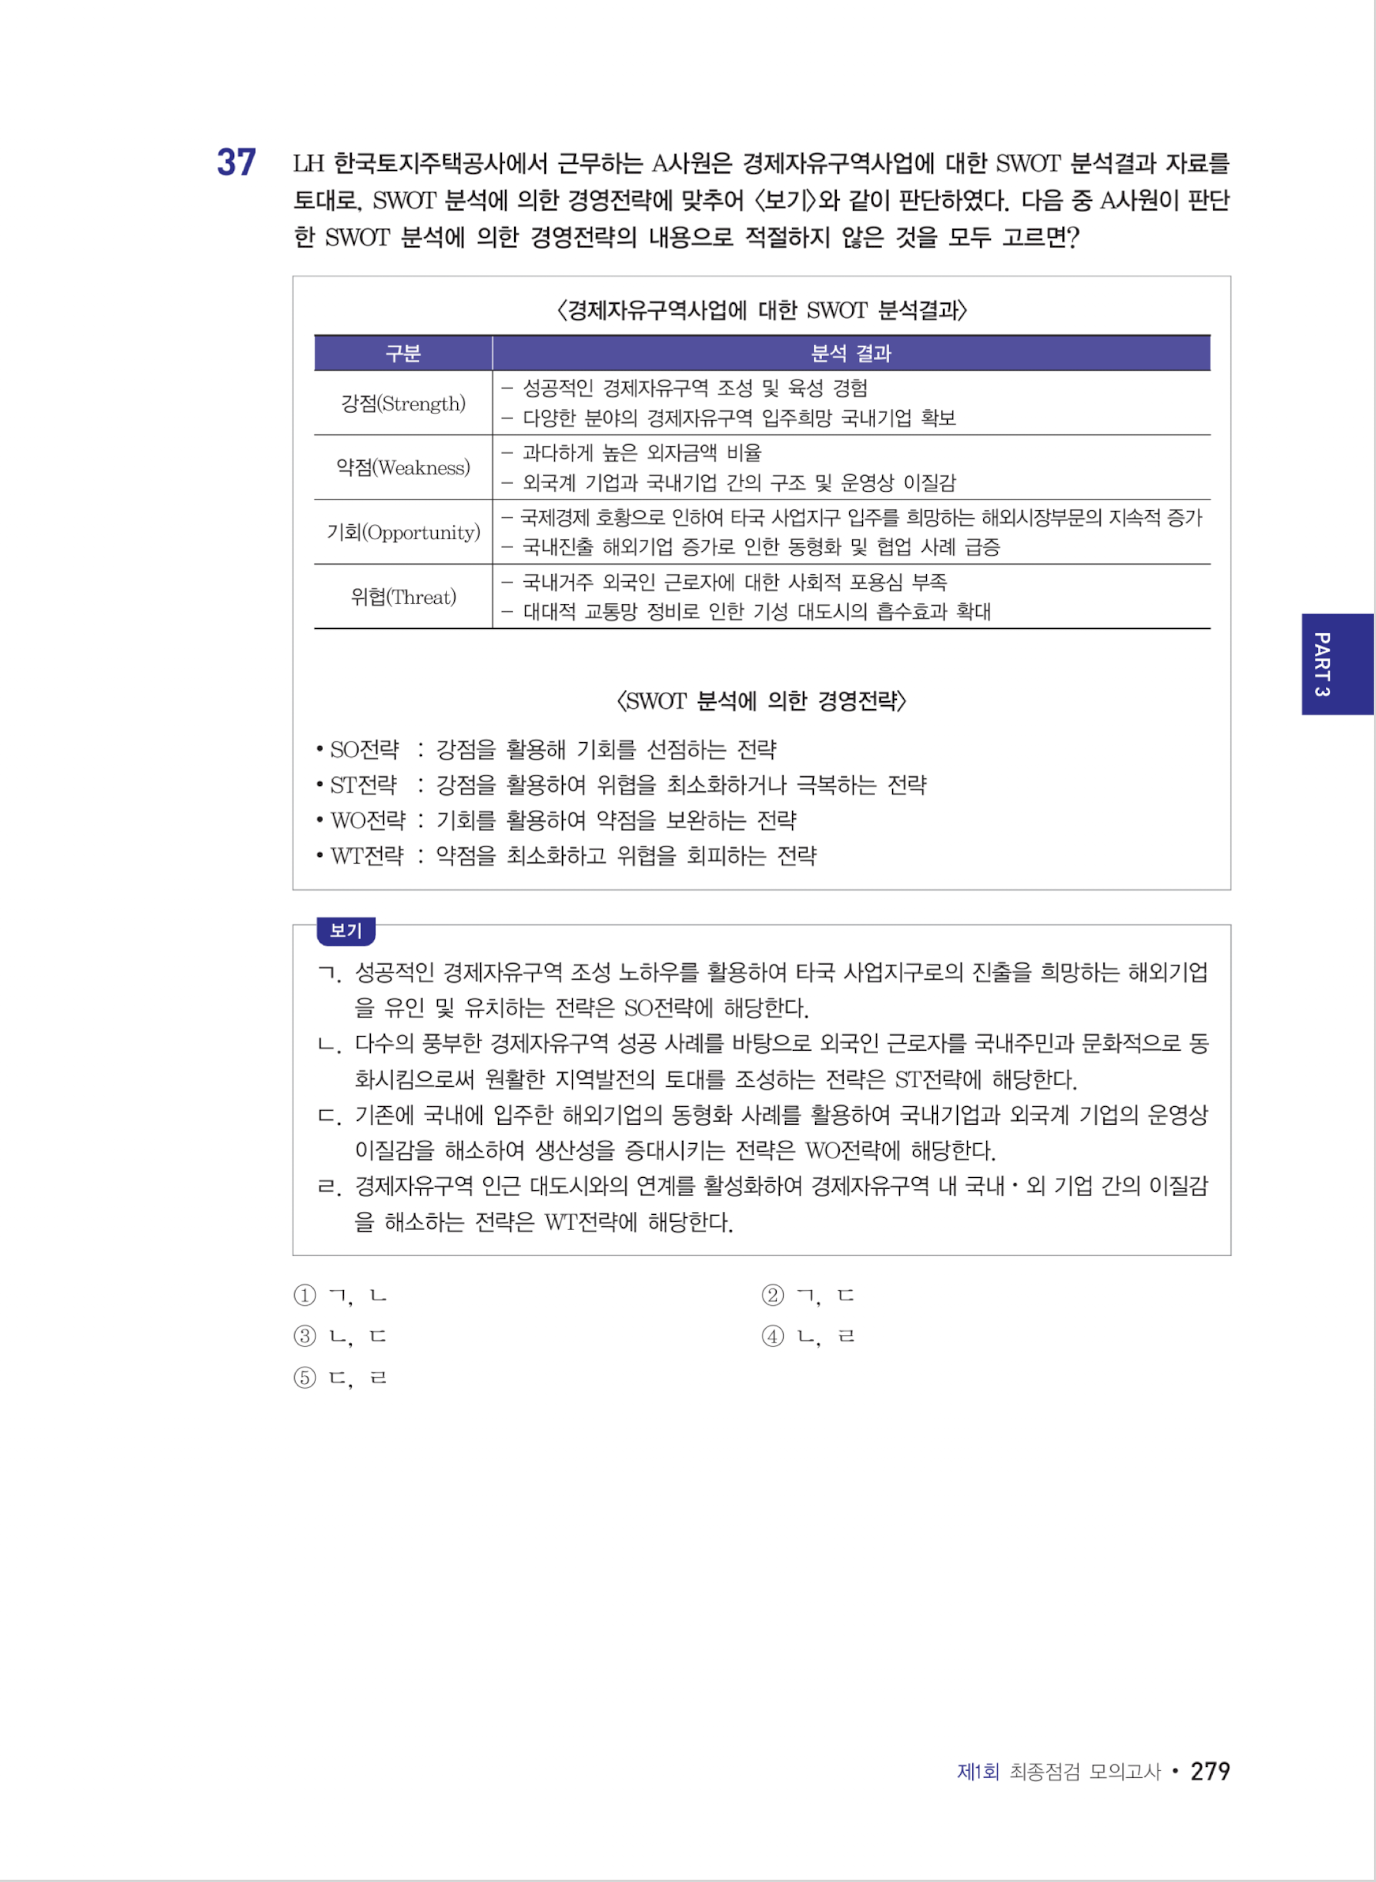 37 LH 한국토지주택공사에서 근무하는 A사원은 경제자유구역사업에 대한 SWOT 분석결과 자료를
토대로, SWOT 분석에 의한 경영전략에 맞추어 〈보기〉와 같이 판단하였다. 다음 중 A사원이 판단
한 SWOT 분석에 의한 경영전략의 내용으로 적절하지 않은 것을 모두 고르면?
〈경제자유구역사업에 대한 SWOT 분석결과〉
구분 분석 결과
강점(Strength)
- 성공적인 경제자유구역 조성 및 육성 경험
- 다양한 분야의 경제자유구역 입주희망 국내기업 확보
약점(Weakness)
- 과다하게 높은 외자금액 비율
- 외국계 기업과 국내기업 간의 구조 및 운영상 이질감
기회(Opportunity)
- 국제경제 호황으로 인하여 타국 사업지구 입주를 희망하는 해외시장부문의 지속적 증가
- 국내진출 해외기업 증가로 인한 동형화 및 협업 사례 급증
위협(Threat)
- 국내거주 외국인 근로자에 대한 사회적 포용심 부족
- 대대적 교통망 정비로 인한 기성 대도시의 흡수효과 확대
PART 3
〈SWOT 분석에 의한 경영전략〉
• SO전략 : 강점을 활용해 기회를 선점하는 전략
• ST전략 : 강점을 활용하여 위협을 최소화하거나 극복하는 전략
• WO전략 : 기회를 활용하여 약점을 보완하는 전략
• WT전략 : 약점을 최소화하고 위협을 회피하는 전략
보기
ㄱ. 성공적인 경제자유구역 조성 노하우를 활용하여 타국 사업지구로의 진출을 희망하는 해외기업
을 유인 및 유치하는 전략은 SO전략에 해당한다.
ㄴ. 다수의 풍부한 경제자유구역 성공 사례를 바탕으로 외국인 근로자를 국내주민과 문화적으로 동
화시킴으로써 원활한 지역발전의 토대를 조성하는 전략은 ST전략에 해당한다.
ㄷ. 기존에 국내에 입주한 해외기업의 동형화 사례를 활용하여 국내기업과 외국계 기업의 운영상
이질감을 해소하여 생산성을 증대시키는 전략은 WO전략에 해당한다.
ㄹ. 경제자유구역 인근 대도시와의 연계를 활성화하여 경제자유구역 내 국내·외 기업 간의 이질감
을 해소하는 전략은 WT전략에 해당한다.
① ㄱ, ㄴ ② ㄱ, ㄷ
③ ㄴ, ㄷ ④ ㄴ, ㄹ
⑤ ㄷ, ㄹ
제1회 최종점검 모의고사 • 279